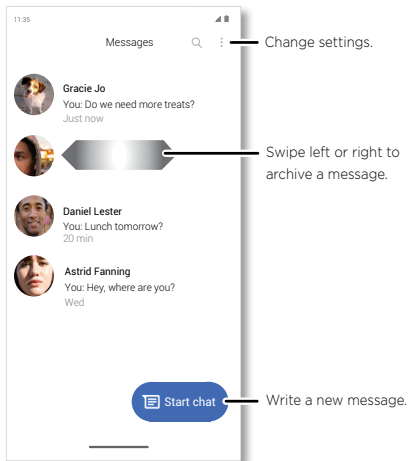 11:35
Messages
Change settings.
Gracie Jo
You: Do we need more treats?
Just now
Swipe left or right to
archive a message.
Daniel Lester
You: Lunch tomorrow?
20 min
Astrid Fanning
You: Hey, where are you?
Wed
Start chat
Write a new message.